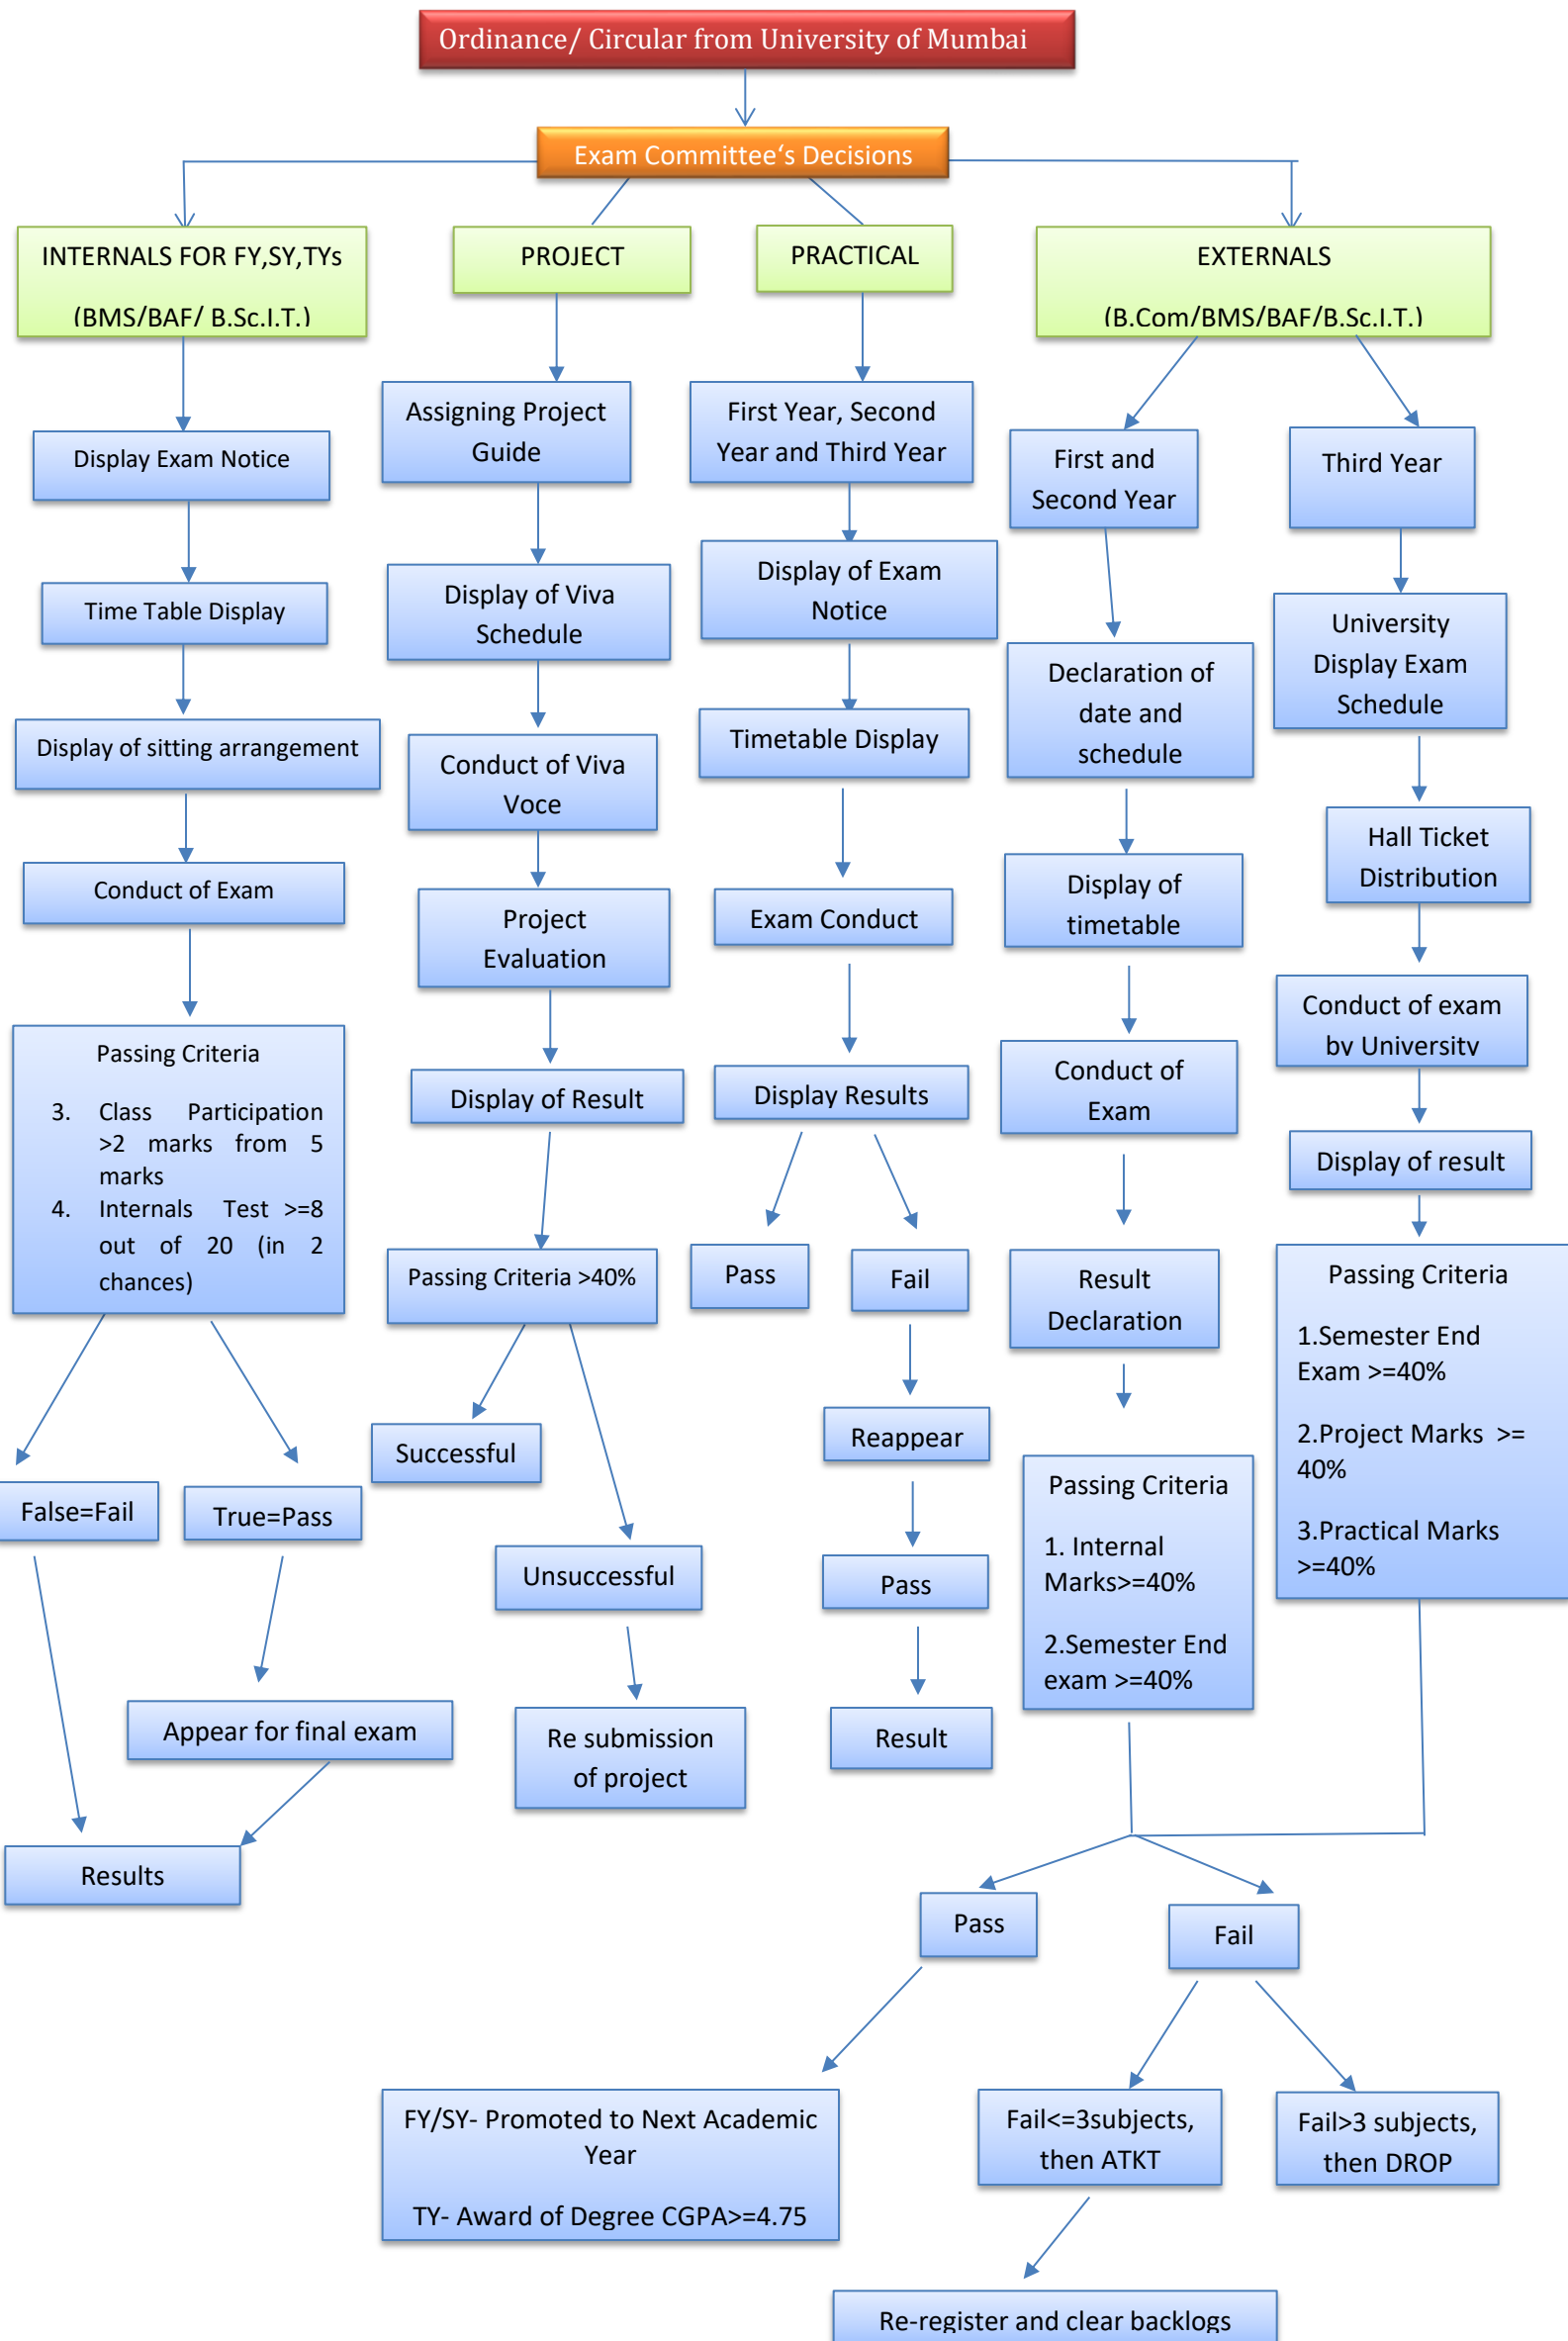 Ordinance/ Circular from University of Mumbai
Exam Committee‘s Decisions
INTERNALS FOR FY,SY,TYs
(BMS/BAF/ B.Sc.I.T.)
Display Exam Notice
Time Table Display
Display of sitting arrangement
Conduct of Exam
Passing Criteria
3. Class Participation
>2 marks from 5
marks
4. Internals Test >=8
out of 20 (in 2
chances)
False=Fail
True=Pass
Appear for final exam
Results
PROJECT
Assigning Project
Guide
Display of Viva
Schedule
Conduct of Viva
Voce
Project
Evaluation
Display of Result
Passing Criteria >40%
Successful
Unsuccessful
Re submission
of project
PRACTICAL
First Year, Second
Year and Third Year
Display of Exam
Notice
Timetable Display
Exam Conduct
Display Results
Pass
Fail
Reappear
Pass
Result
EXTERNALS
(B.Com/BMS/BAF/B.Sc.I.T.)
First and
Second Year
Declaration of
date and
schedule
Display of
timetable
Conduct of
Exam
Result
Declaration
Passing Criteria
1. Internal
Marks>=40%
2.Semester End
exam >=40%
Third Year
University
Display Exam
Schedule
Hall Ticket
Distribution
Conduct of exam
by University
Display of result
Passing Criteria
1.Semester End
Exam >=40%
2.Project Marks >=
40%
3.Practical Marks
>=40%
Pass
Fail
FY/SY- Promoted to Next Academic
Year
TY- Award of Degree CGPA>=4.75
Fail<=3subjects,
then ATKT
Fail>3 subjects,
then DROP
Re-register and clear backlogs